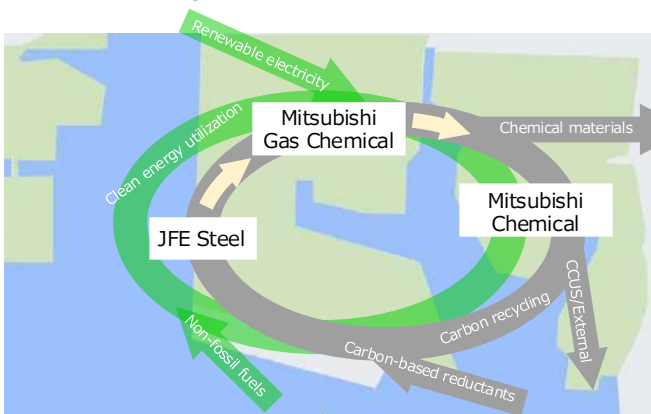 Renewable electricity
Clean energy utilization
Mitsubishi
Gas Chemical
Chemical materials
Mitsubishi
Chemical
JFE Steel
CCUS/External
Carbon recycling
Non-fossil fuels
Carbon-based reductants